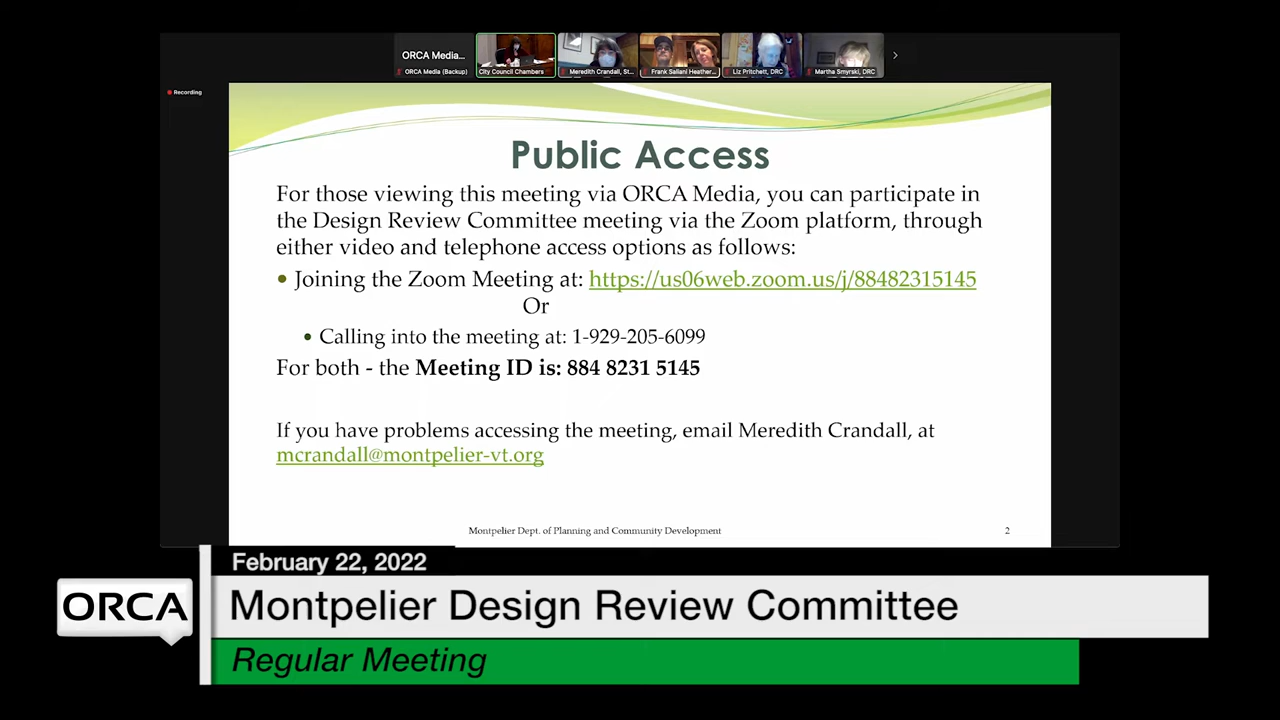 ORCA Media...
ORCA Media (Backup)
City Council Chambers
Meredith Crandall, St...
Frank Sailani Heather...
Liz Pritchett, DRC
Martha Smyrski, DRC
Recording
Public Access
For those viewing this meeting via ORCA Media, you can participate in
the Design Review Committee meeting via the Zoom platform, through
either video and telephone access options as follows:
• Joining the Zoom Meeting at: https://us06web.zoom.us/j/88482315145
Or
• Calling into the meeting at: 1-929-205-6099
For both - the Meeting ID is: 884 8231 5145
If you have problems accessing the meeting, email Meredith Crandall, at
mcrandall@montpelier-vt.org
Montpelier Dept. of Planning and Community Development
2
February 22, 2022
ORCA
Montpelier Design Review Committee
Regular Meeting